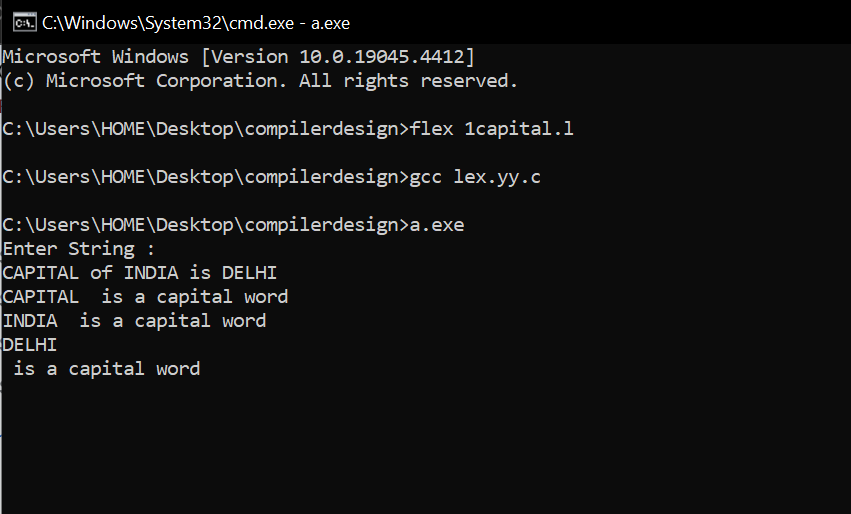 C:\Windows\System32\cmd.exe - a.exe
Microsoft Windows [Version 10.0.19045.4412]
(c) Microsoft Corporation. All rights reserved.
C:\Users\HOME\Desktop\compilerdesign>flex 1capital.l
C:\Users\HOME\Desktop\compilerdesign>gcc lex.yy.c
C:\Users\HOME\Desktop\compilerdesign>a.exe
Enter String :
CAPITAL of INDIA is DELHI
CAPITAL  is a capital word
INDIA  is a capital word
DELHI
 is a capital word